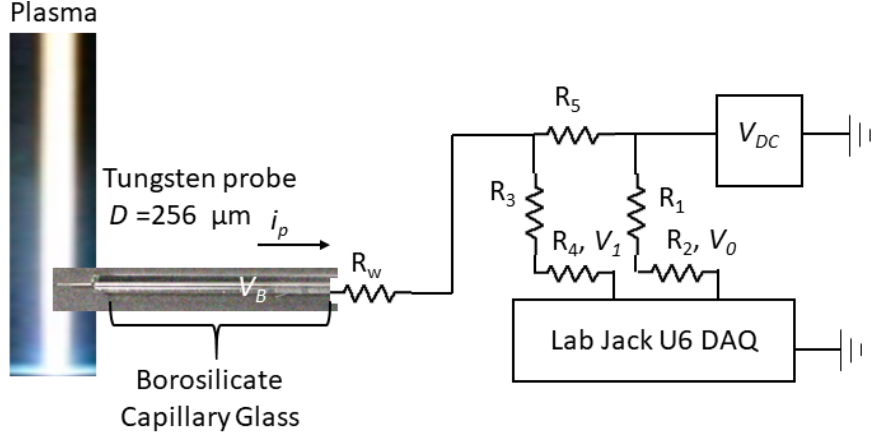 Plasma
Tungsten probe
D =256 μm
i_p
V_B
R_w
Borosilicate
Capillary Glass
R_5
V_DC
R_3
R_1
R_4, V_1
R_2, V_0
Lab Jack U6 DAQ